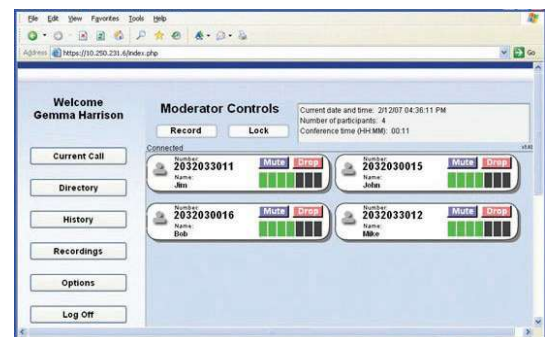 File Edit View Favorites Tools Help
Address https://10.250.231.6/index.php Go
Welcome
Gemma Harrison
Current Call
Directory
History
Recordings
Options
Log Off
Moderator Controls
Record Lock
Current date and time: 2/12/07 04:36:11 PM
Number of participants: 4
Conference time (HH:MM): 00:11
Connected
Number:
2032033011 Mute Drop
Name:
Jim
Number:
2032030015 Mute Drop
Name:
John
Number:
2032030016 Mute Drop
Name:
Bob
Number:
2032033012 Mute Drop
Name:
Mike